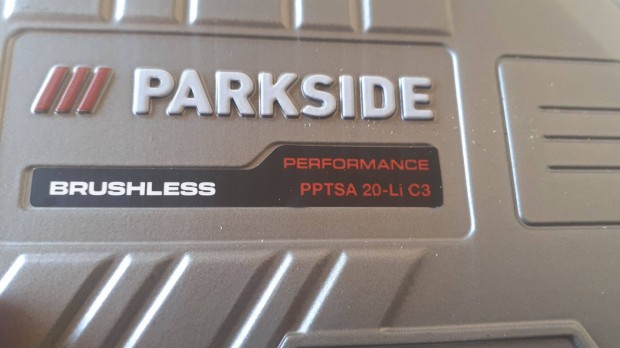 PARKSIDE
PERFORMANCE
BRUSHLESS PPTSA 20-Li C3